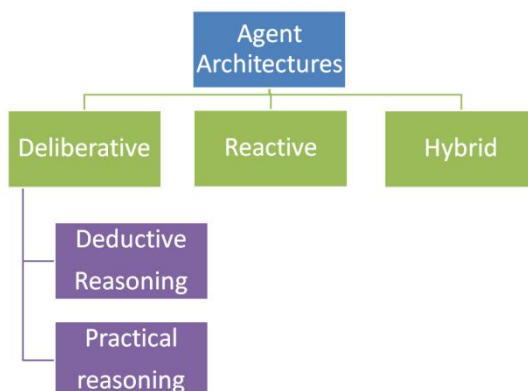 Agent
Architectures
Deliberative
Reactive
Hybrid
Deductive
Reasoning
Practical
reasoning